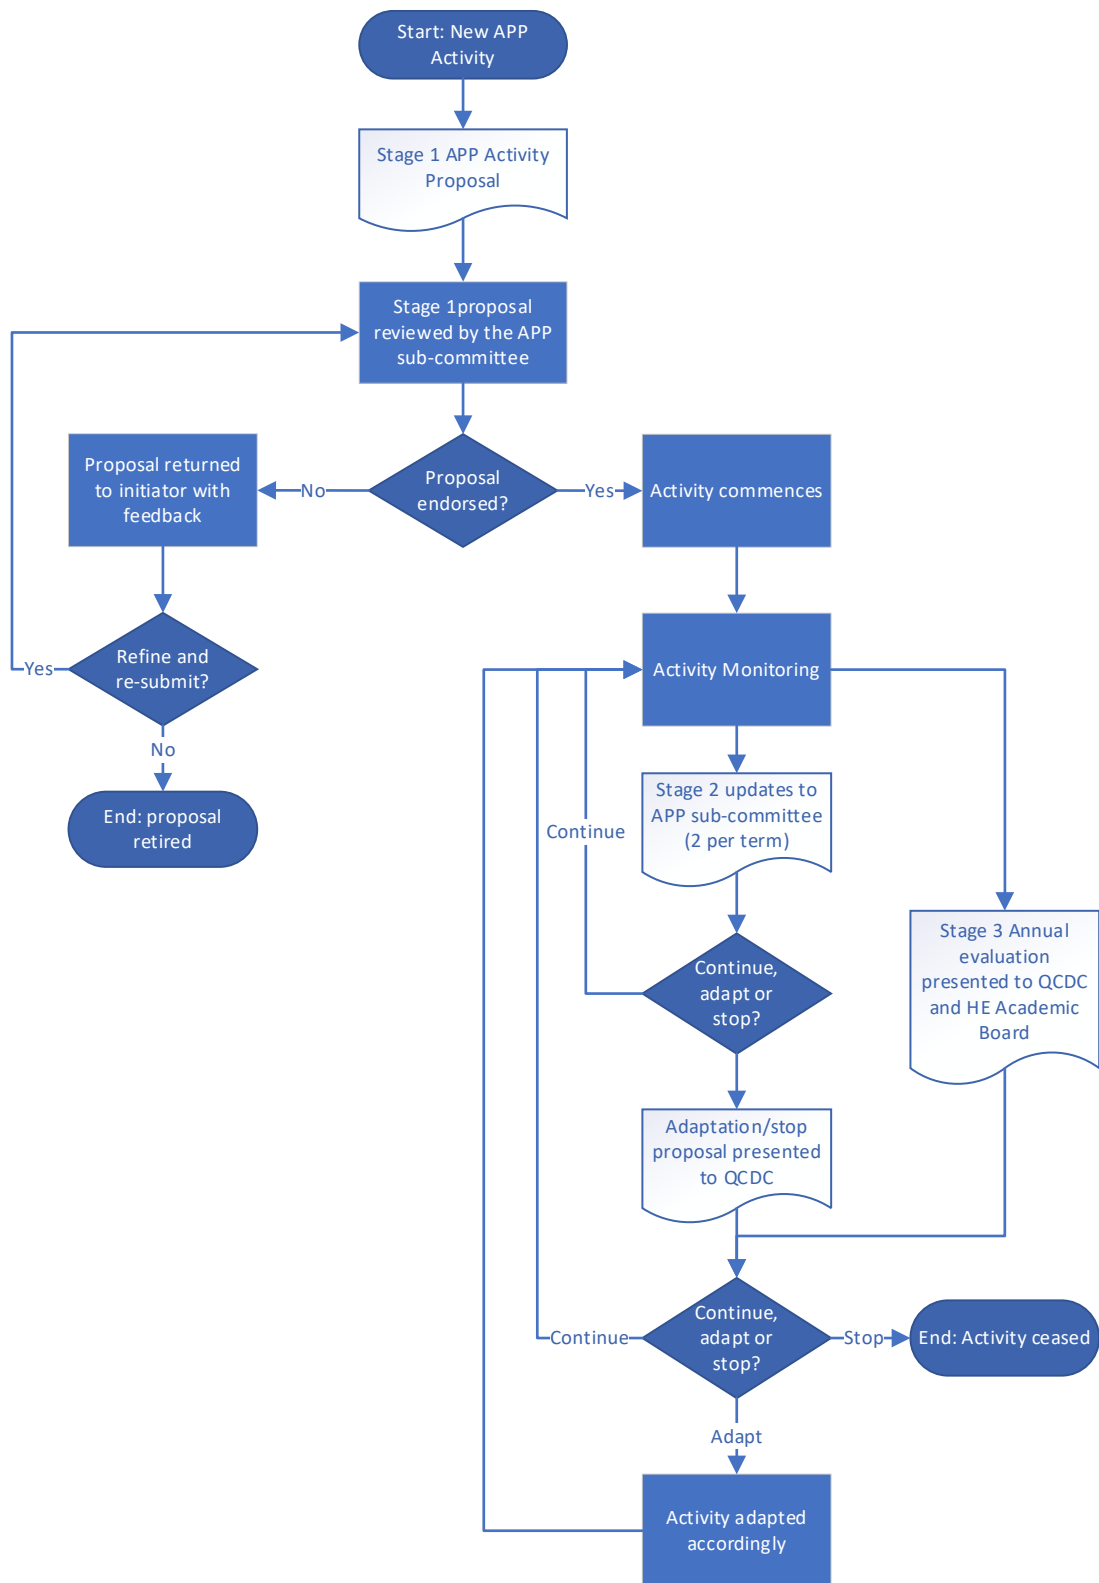 Start: New APP
Activity
Stage 1 APP Activity
Proposal
Stage 1proposal
reviewed by the APP
sub-committee
Proposal returned
to initiator with
feedback
No
Proposal
endorsed?
Yes
Activity commences
Yes
Refine and
re-submit?
No
End: proposal
retired
Activity Monitoring
Stage 2 updates to
APP sub-committee
(2 per term)
Continue
Continue,
adapt or
stop?
Stage 3 Annual
evaluation
presented to QCDC
and HE Academic
Board
Adaptation/stop
proposal presented
to QCDC
Continue
Continue,
adapt or
stop?
Stop
End: Activity ceased
Adapt
Activity adapted
accordingly